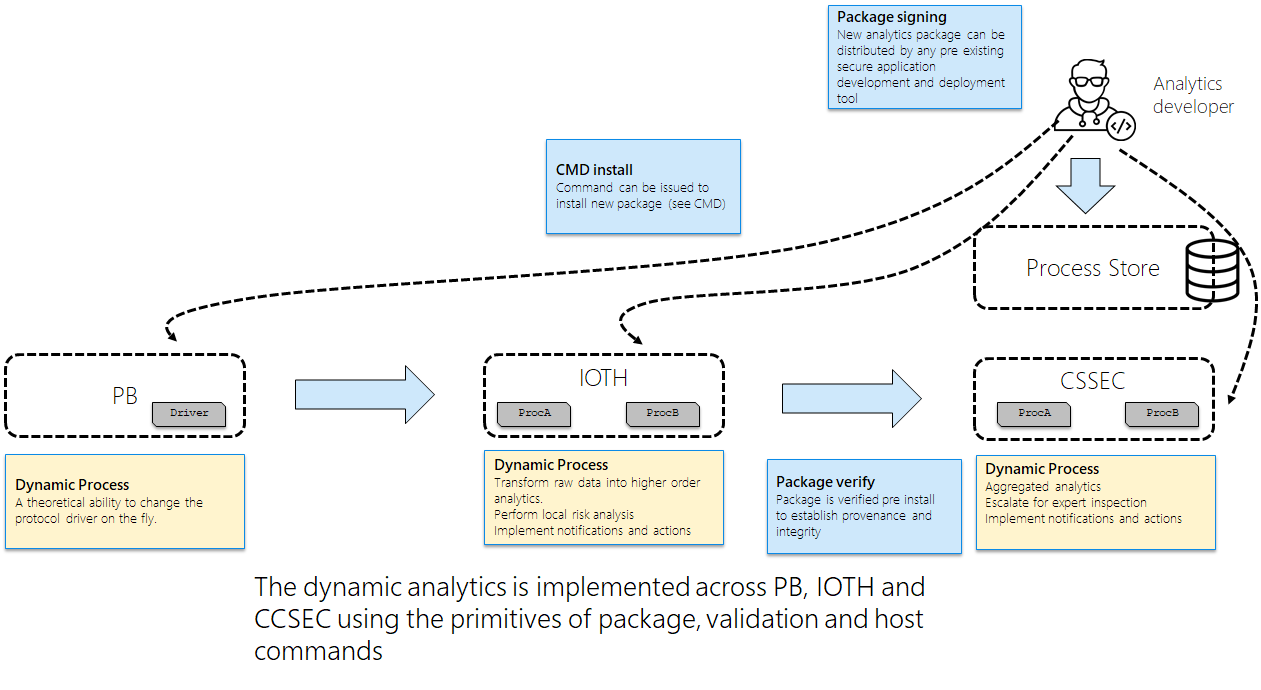 Package signing
New analytics package can be
distributed by any pre existing
secure application
development and deployment
tool
Analytics
developer
CMD install
Command can be issued to
install new package (see CMD)
</>
Process Store
PB
Driver
IOTH
ProcA
ProcB
CSSEC
ProcA
ProcB
Dynamic Process
A theoretical ability to change the
protocol driver on the fly.
Dynamic Process
Transform raw data into higher order
analytics.
Perform local risk analysis
Implement notifications and actions
Package verify
Package is verified pre install
to establish provenance and
integrity
Dynamic Process
Aggregated analytics
Escalate for expert inspection
Implement notifications and actions
The dynamic analytics is implemented across PB, IOTH and
CCSEC using the primitives of package, validation and host
commands